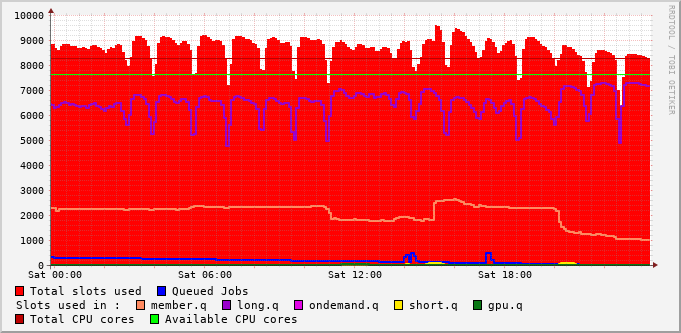 10000
9000
8000
7000
6000
5000
4000
3000
2000
1000
0
Sat 00:00 Sat 06:00 Sat 12:00 Sat 18:00
Total slots used Queued Jobs
Slots used in : member.q long.q ondemand.q short.q gpu.q
Total CPU cores Available CPU cores
RRDTOOL / TOBI OETIKER